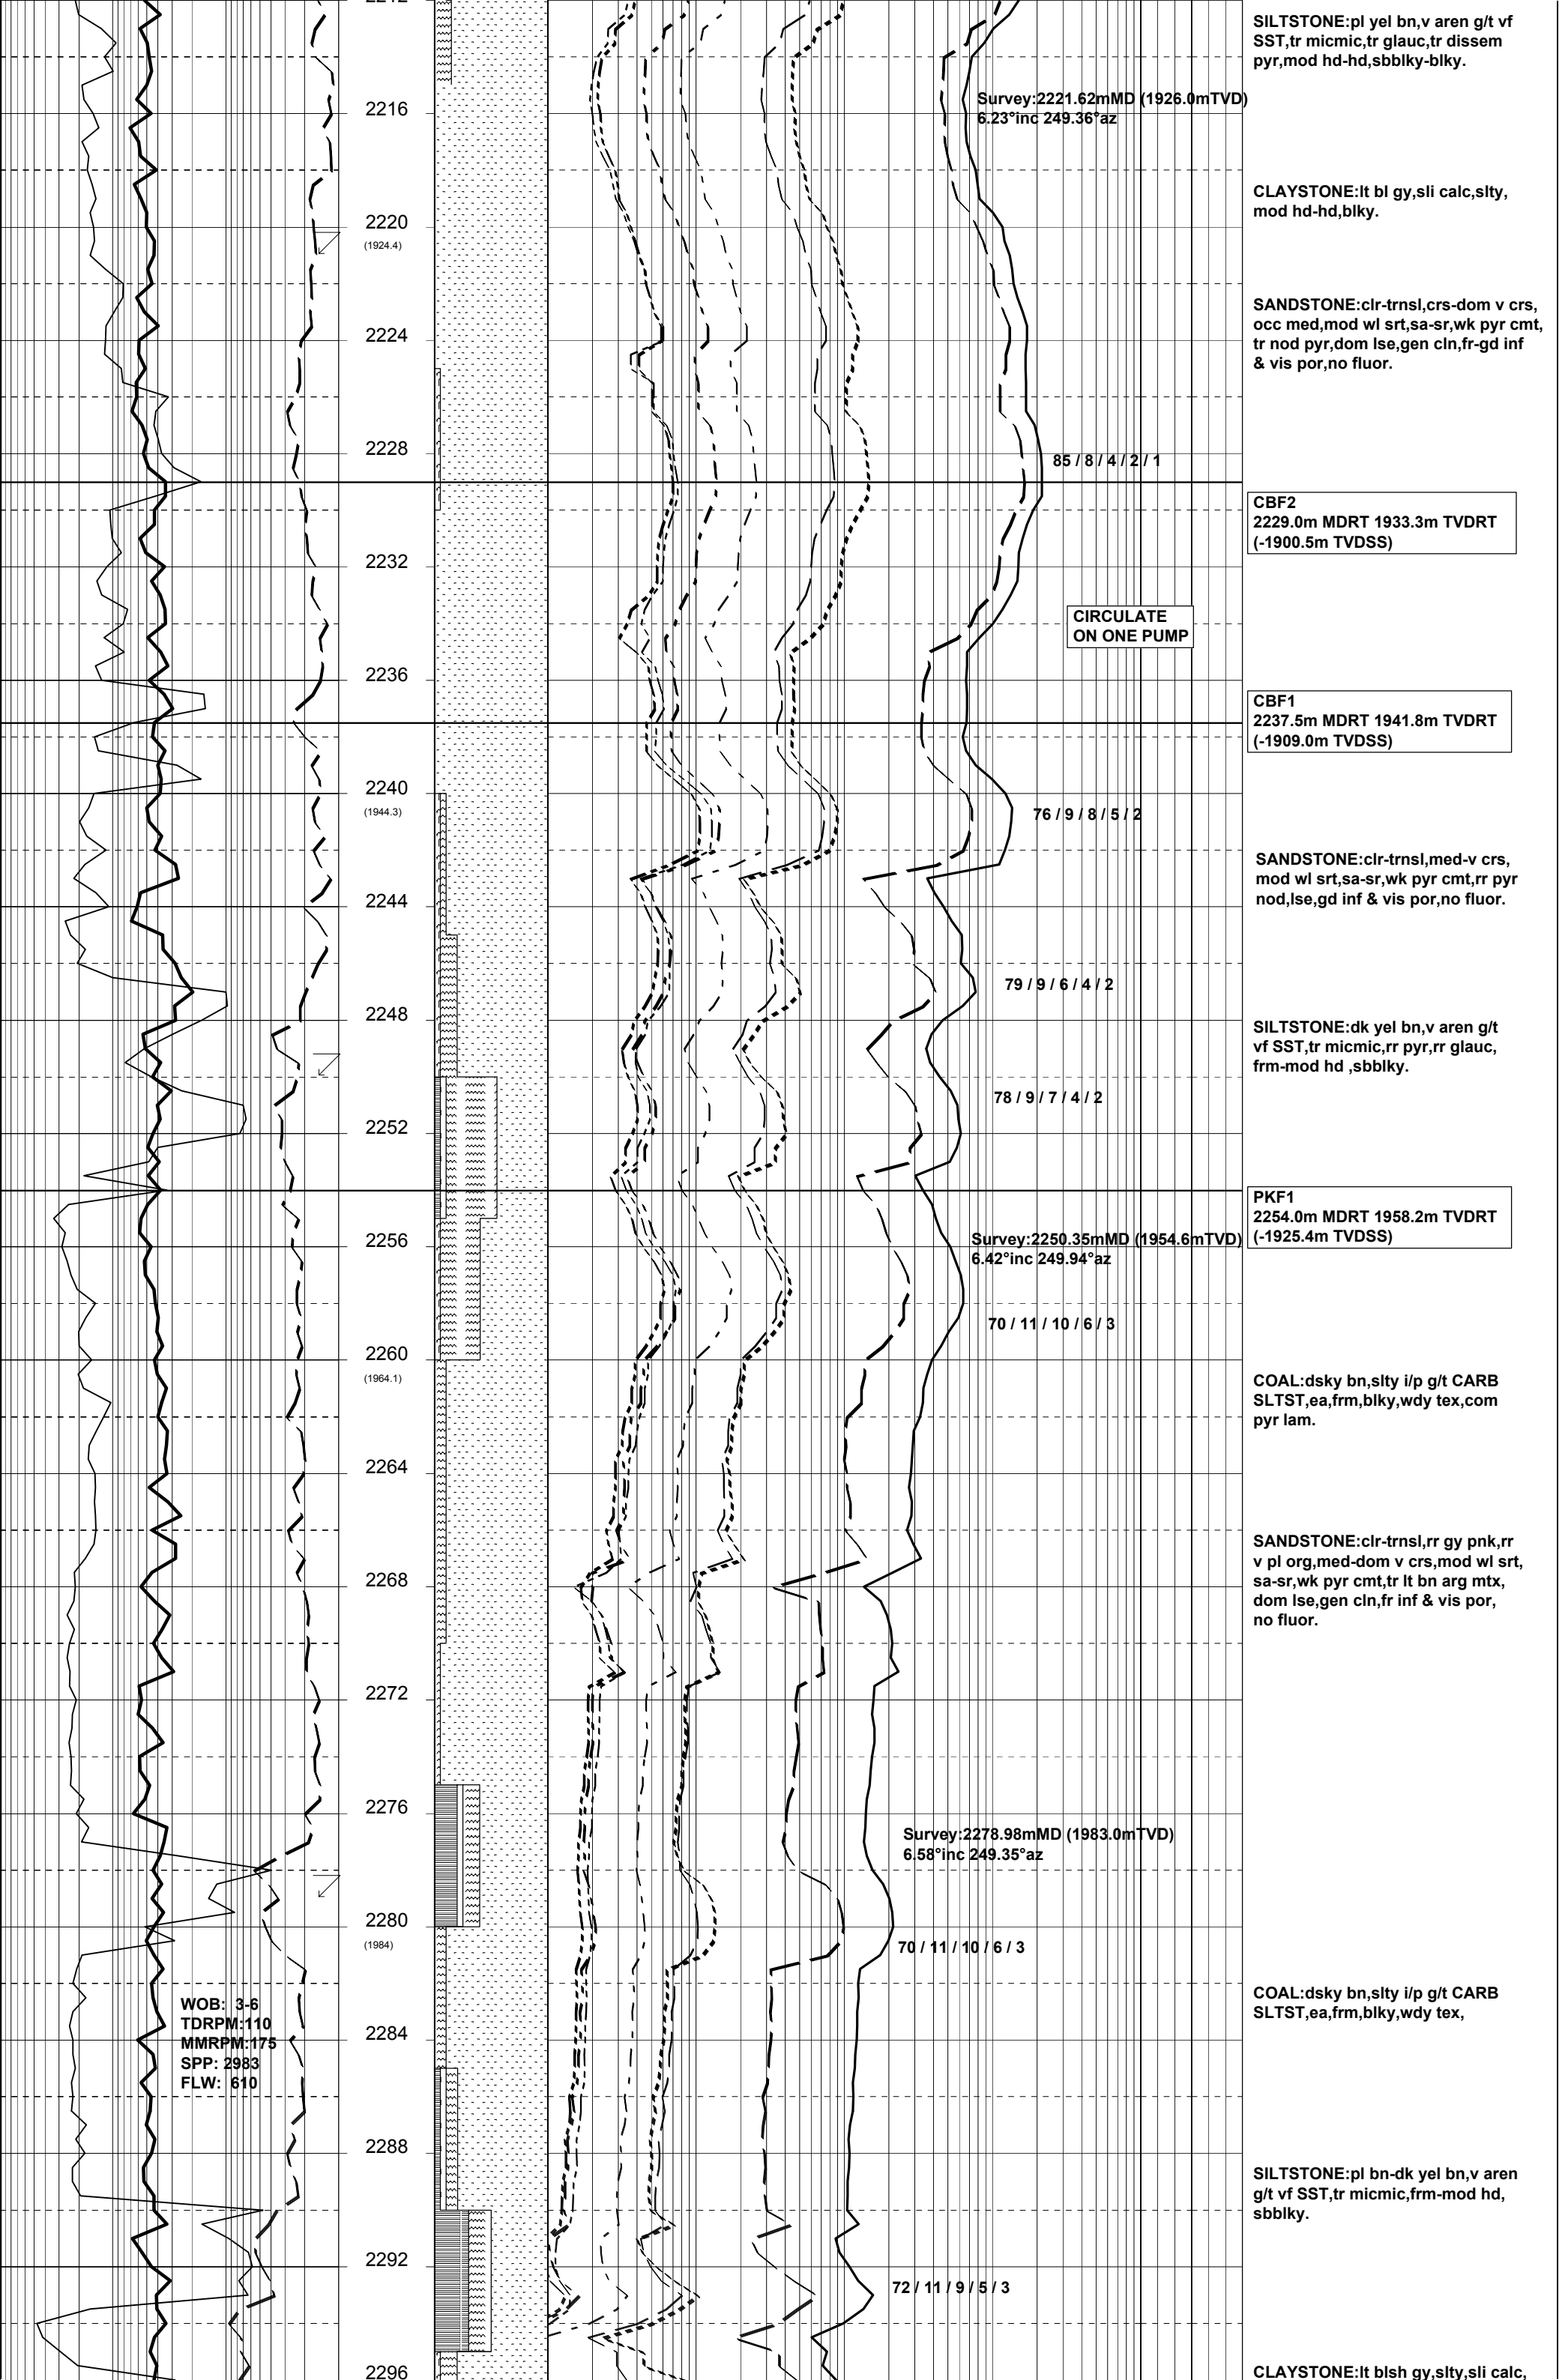 2212
SILTSTONE:pl yel bn,v aren g/t vf
SST,tr micmic,tr glauc,tr dissem
pyr,mod hd-hd,sbblky-blky.
Survey:2221.62mMD (1926.0mTVD)
6.23°inc 249.36°az
2216
CLAYSTONE:lt bl gy,sli calc,slty,
mod hd-hd,blky.
2220
(1924.4)
SANDSTONE:clr-trnsl,crs-dom v crs,
occ med,mod wl srt,sa-sr,wk pyr cmt,
tr nod pyr,dom lse,gen cln,fr-gd inf
& vis por,no fluor.
2224
2228
85 / 8 / 4 / 2 / 1
CBF2
2229.0m MDRT 1933.3m TVDRT
(-1900.5m TVDSS)
2232
CIRCULATE
ON ONE PUMP
2236
CBF1
2237.5m MDRT 1941.8m TVDRT
(-1909.0m TVDSS)
2240
(1944.3)
76 / 9 / 8 / 5 / 2
SANDSTONE:clr-trnsl,med-v crs,
mod wl srt,sa-sr,wk pyr cmt,rr pyr
nod,lse,gd inf & vis por,no fluor.
2244
79 / 9 / 6 / 4 / 2
2248
SILTSTONE:dk yel bn,v aren g/t
vf SST,tr micmic,rr pyr,rr glauc,
frm-mod hd ,sbblky.
78 / 9 / 7 / 4 / 2
2252
PKF1
2254.0m MDRT 1958.2m TVDRT
(-1925.4m TVDSS)
Survey:2250.35mMD (1954.6mTVD)
6.42°inc 249.94°az
2256
70 / 11 / 10 / 6 / 3
2260
(1964.1)
COAL:dsky bn,slty i/p g/t CARB
SLTST,ea,frm,blky,wdy tex,com
pyr lam.
2264
SANDSTONE:clr-trnsl,rr gy pnk,rr
v pl org,med-dom v crs,mod wl srt,
sa-sr,wk pyr cmt,tr lt bn arg mtx,
dom lse,gen cln,fr inf & vis por,
no fluor.
2268
2272
2276
Survey:2278.98mMD (1983.0mTVD)
6.58°inc 249.35°az
2280
(1984)
70 / 11 / 10 / 6 / 3
COAL:dsky bn,slty i/p g/t CARB
SLTST,ea,frm,blky,wdy tex,
WOB: 3-6
TDRPM:110
MMRPM:175
SPP: 2983
FLW: 610
2284
2288
SILTSTONE:pl bn-dk yel bn,v aren
g/t vf SST,tr micmic,frm-mod hd,
sbblky.
2292
72 / 11 / 9 / 5 / 3
2296
CLAYSTONE:lt blsh gy,slty,sli calc,